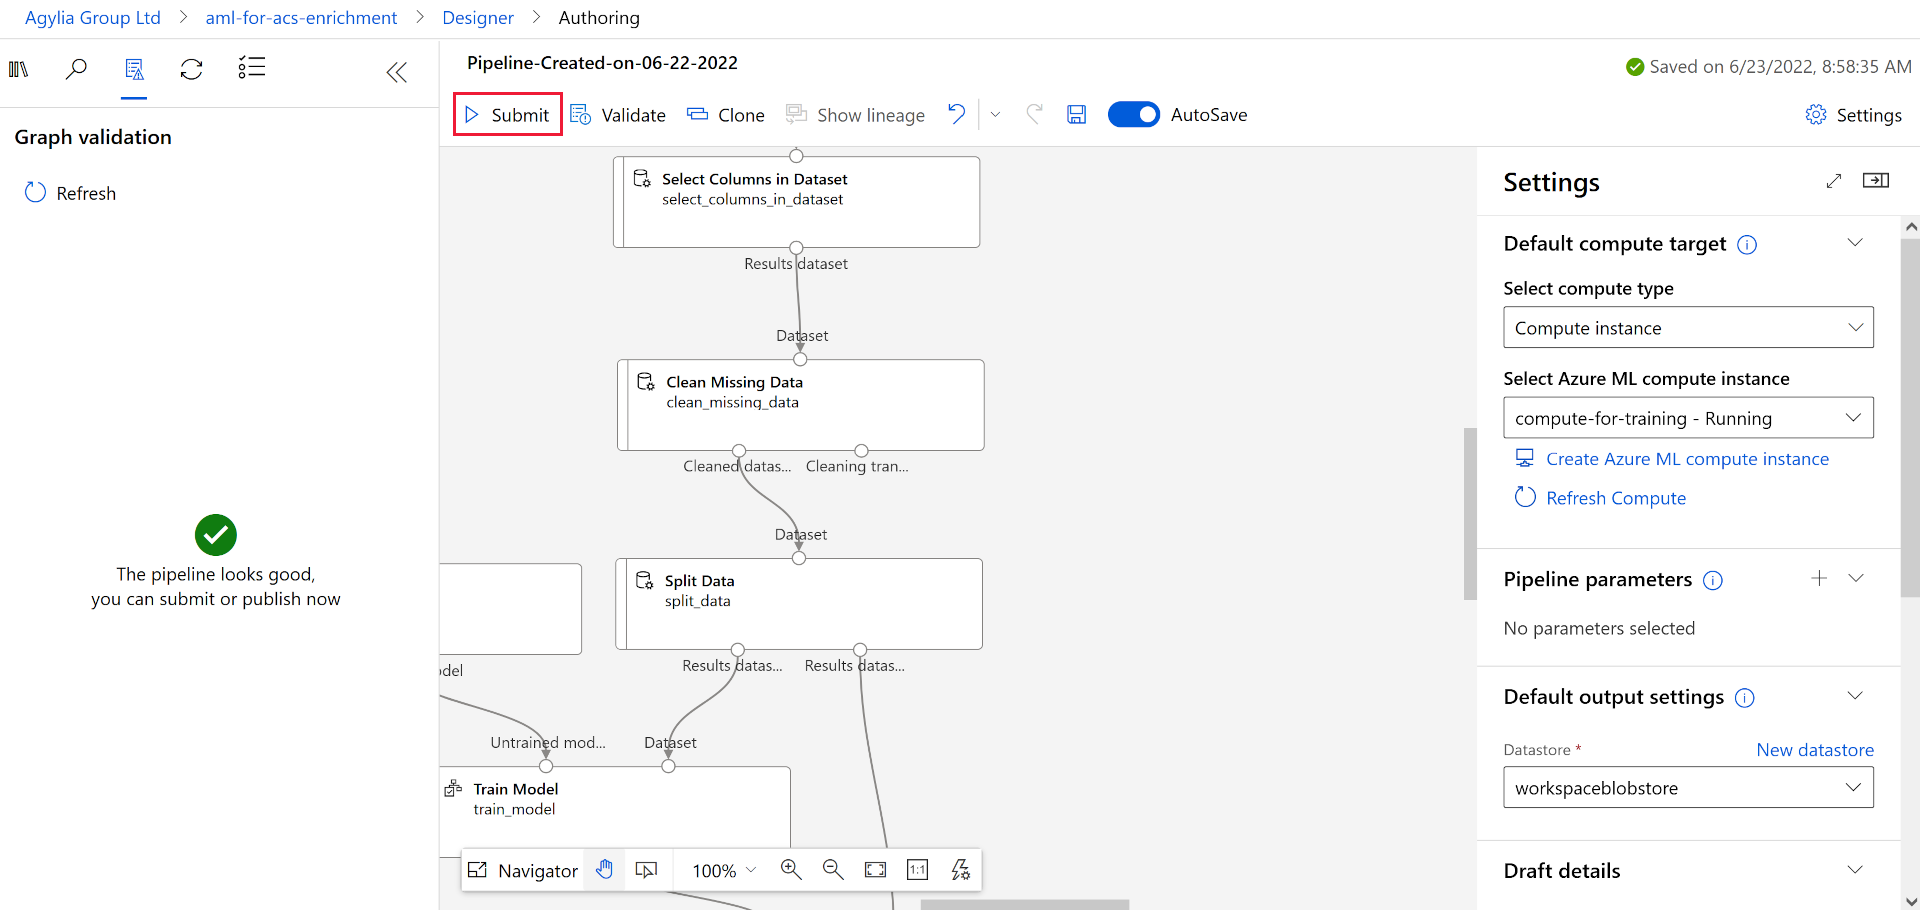 Agylia Group Ltd > aml-for-acs-enrichment > Designer > Authoring
Graph validation
Refresh
The pipeline looks good,
you can submit or publish now
Pipeline-Created-on-06-22-2022
Saved on 6/23/2022, 8:58:35 AM
Submit Validate Clone Show lineage AutoSave Settings
Select Columns in Dataset
select_columns_in_dataset
Results dataset
Dataset
Clean Missing Data
clean_missing_data
Cleaned datas... Cleaning tran...
Dataset
Split Data
split_data
Results datas... Results datas...
odel
Untrained mod... Dataset
Train Model
train_model
Navigator 100% 1:1
Settings
Default compute target
Select compute type
Compute instance
Select Azure ML compute instance
compute-for-training - Running
Create Azure ML compute instance
Refresh Compute
Pipeline parameters
No parameters selected
Default output settings
Datastore * New datastore
workspaceblobstore
Draft details